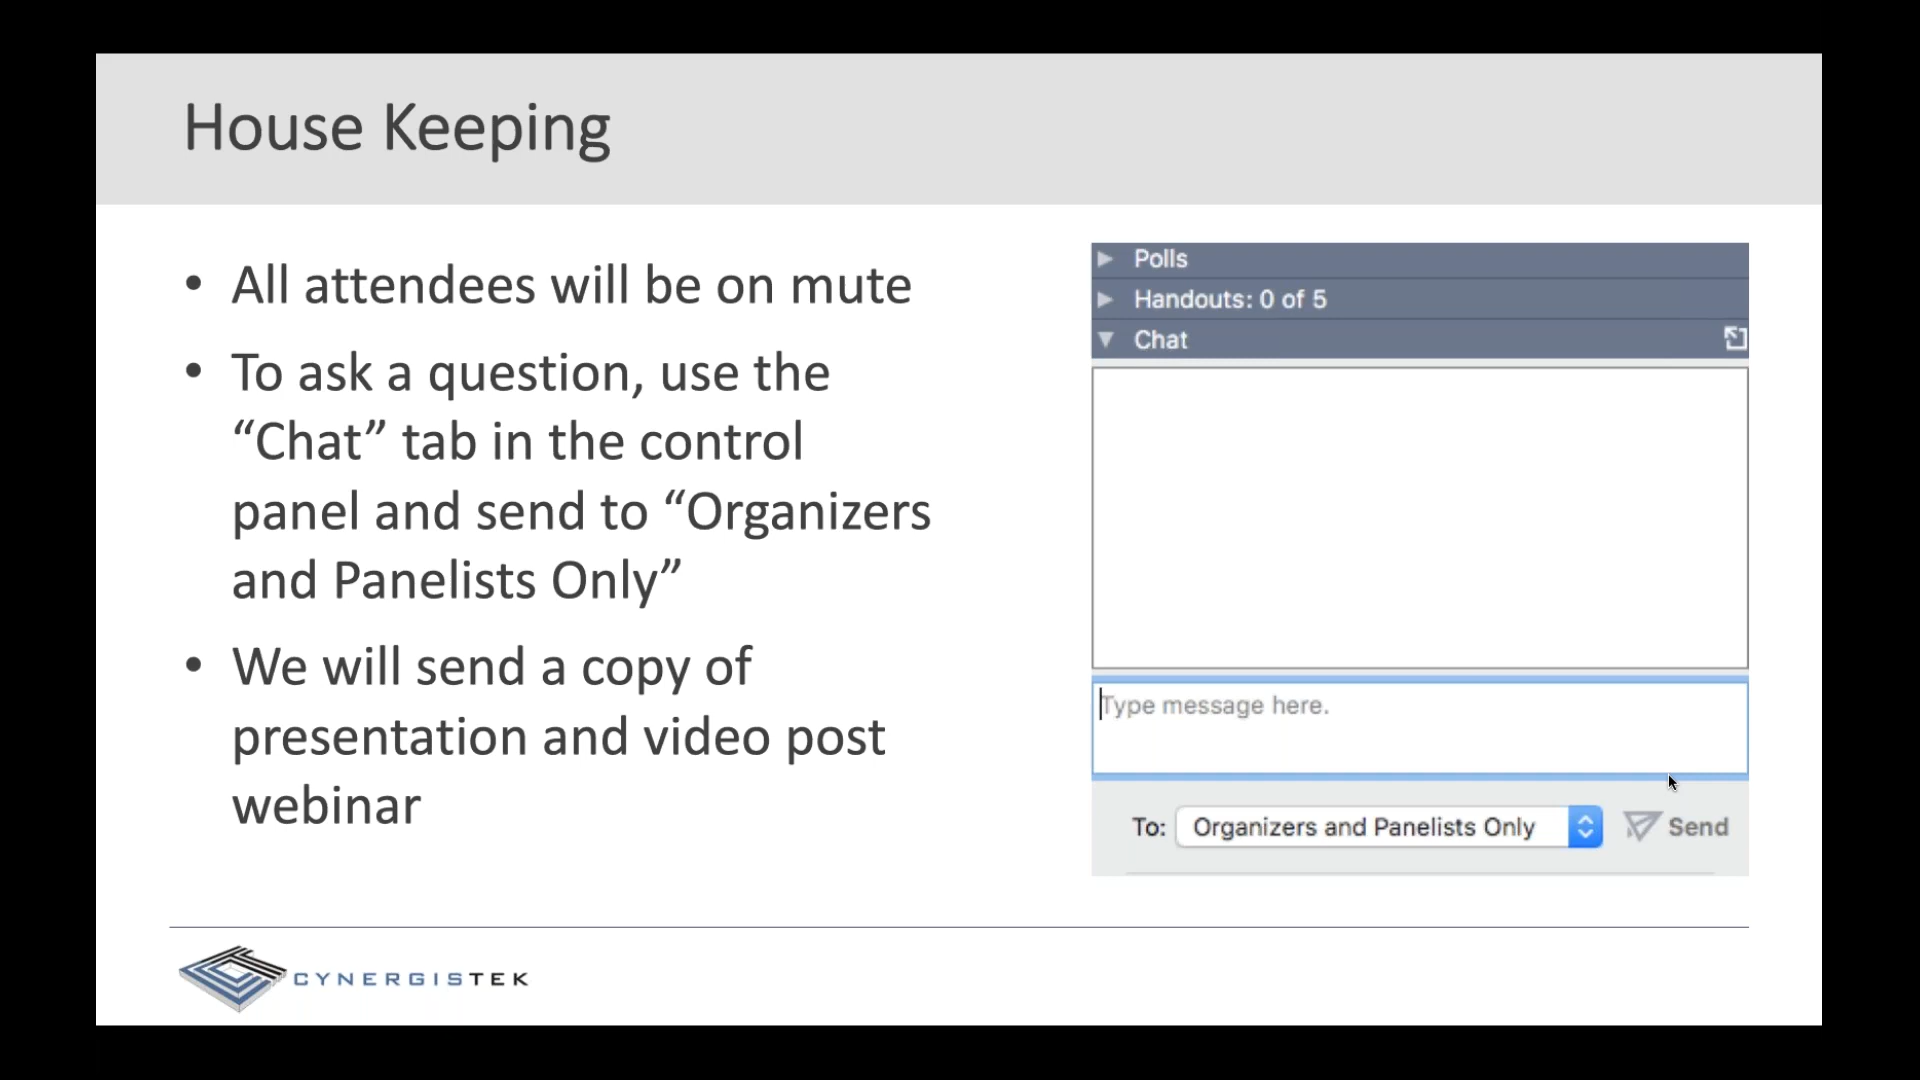 House Keeping
• All attendees will be on mute
• To ask a question, use the
“Chat” tab in the control
panel and send to “Organizers
and Panelists Only”
• We will send a copy of
presentation and video post
webinar
Polls
Handouts: 0 of 5
Chat
Type message here.
To: Organizers and Panelists Only Send
CYNERGISTEK